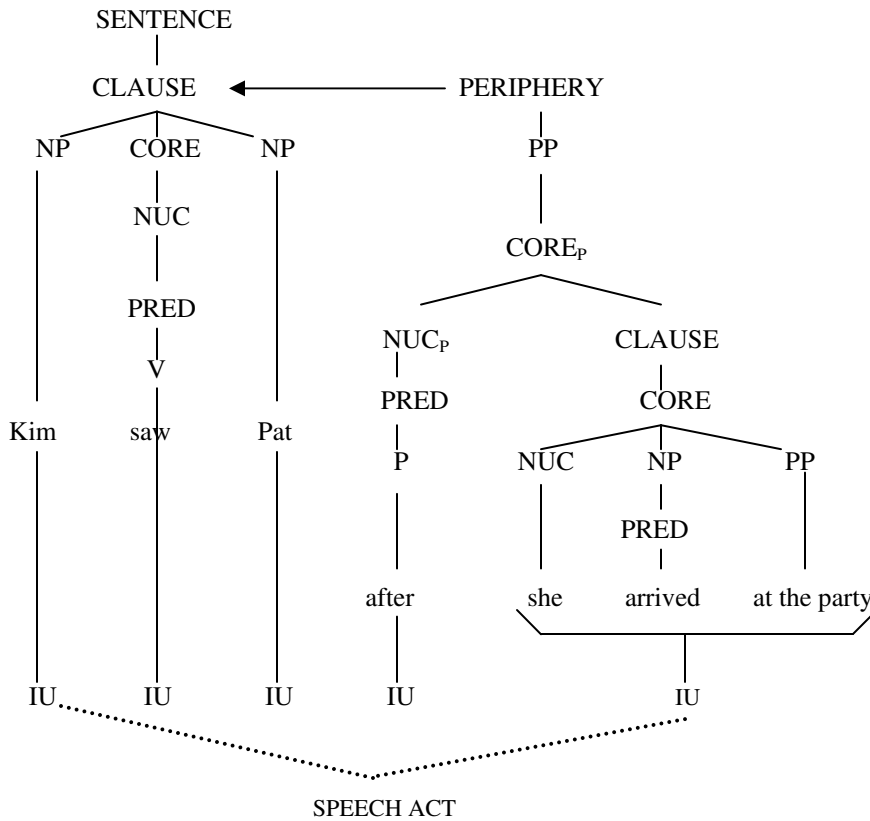 SENTENCE
CLAUSE PERIPHERY
NP CORE NP PP
NUC
COREP
PRED
NUCP CLAUSE
V
PRED CORE
Kim saw Pat
P NUC NP PP
PRED
after she arrived at the party
IU IU IU IU IU
SPEECH ACT